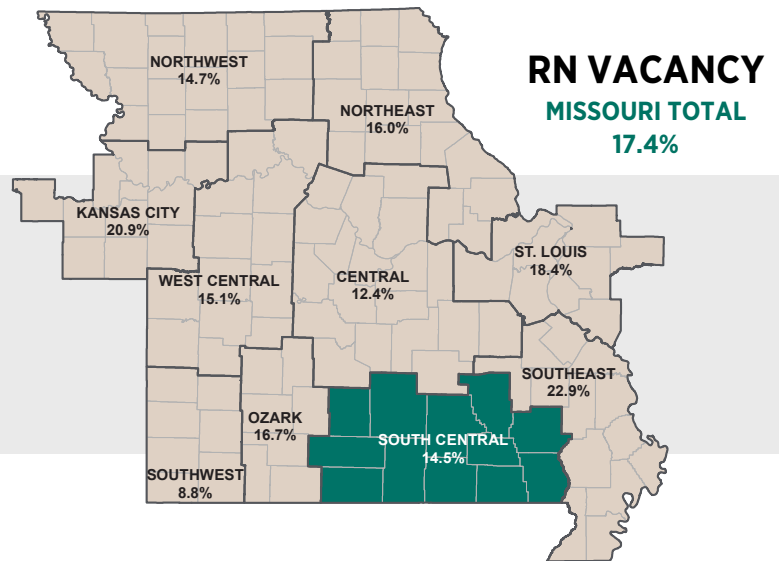 RN VACANCY
MISSOURI TOTAL
17.4%
NORTHWEST
14.7%
NORTHEAST
16.0%
KANSAS CITY
20.9%
WEST CENTRAL
15.1%
CENTRAL
12.4%
ST. LOUIS
18.4%
SOUTHEAST
22.9%
OZARK
16.7%
SOUTH CENTRAL
14.5%
SOUTHWEST
8.8%